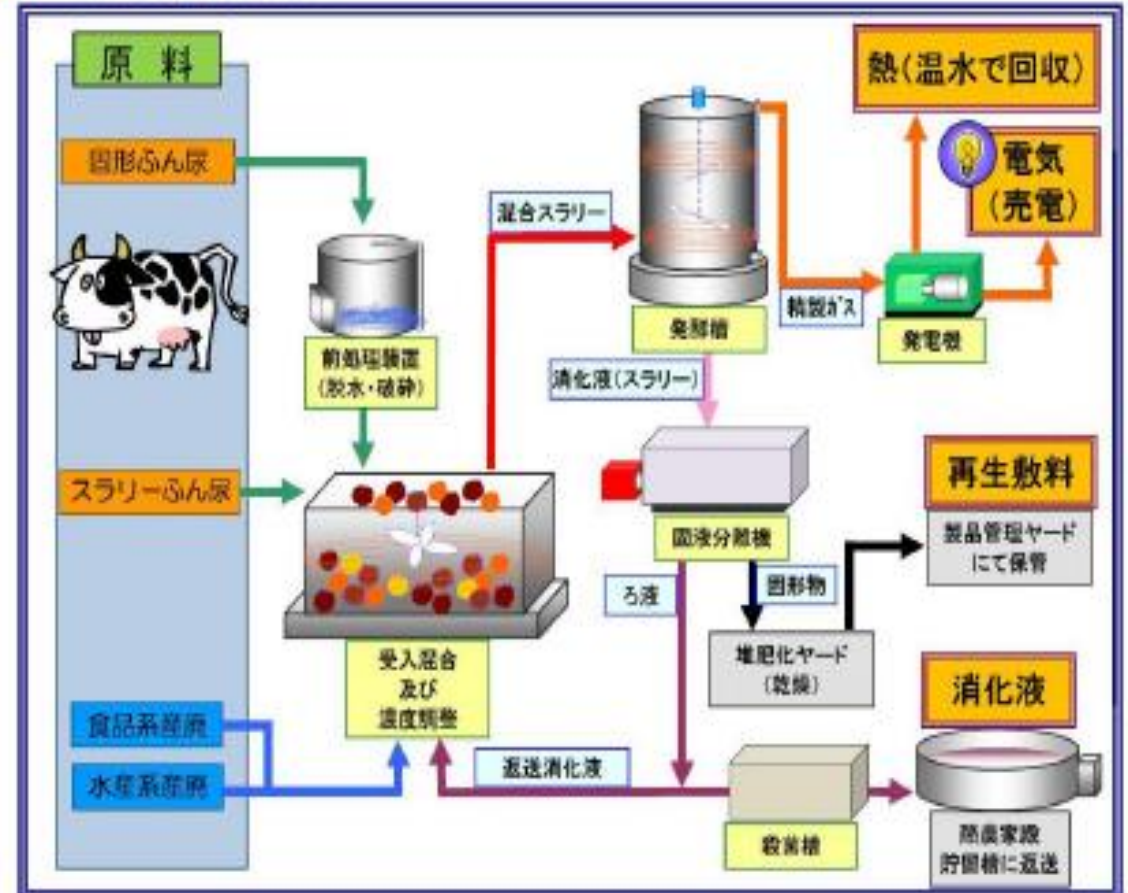 原料
熱(温水で回収)
固形ふん尿
電気
(売電)
混合スラリー
精製ガス
発酵槽
発電機
前処理装置
(脱水・破砕)
消化液(スラリー)
スラリーふん尿
再生敷料
製品管理ヤード
にて保管
固液分離機
ろ液
固形物
堆肥化ヤード
(乾燥)
受入混合
及び
濃度調整
消化液
食品系産廃
返送消化液
水産系産廃
殺菌槽
酪農家殿
貯留槽に返送